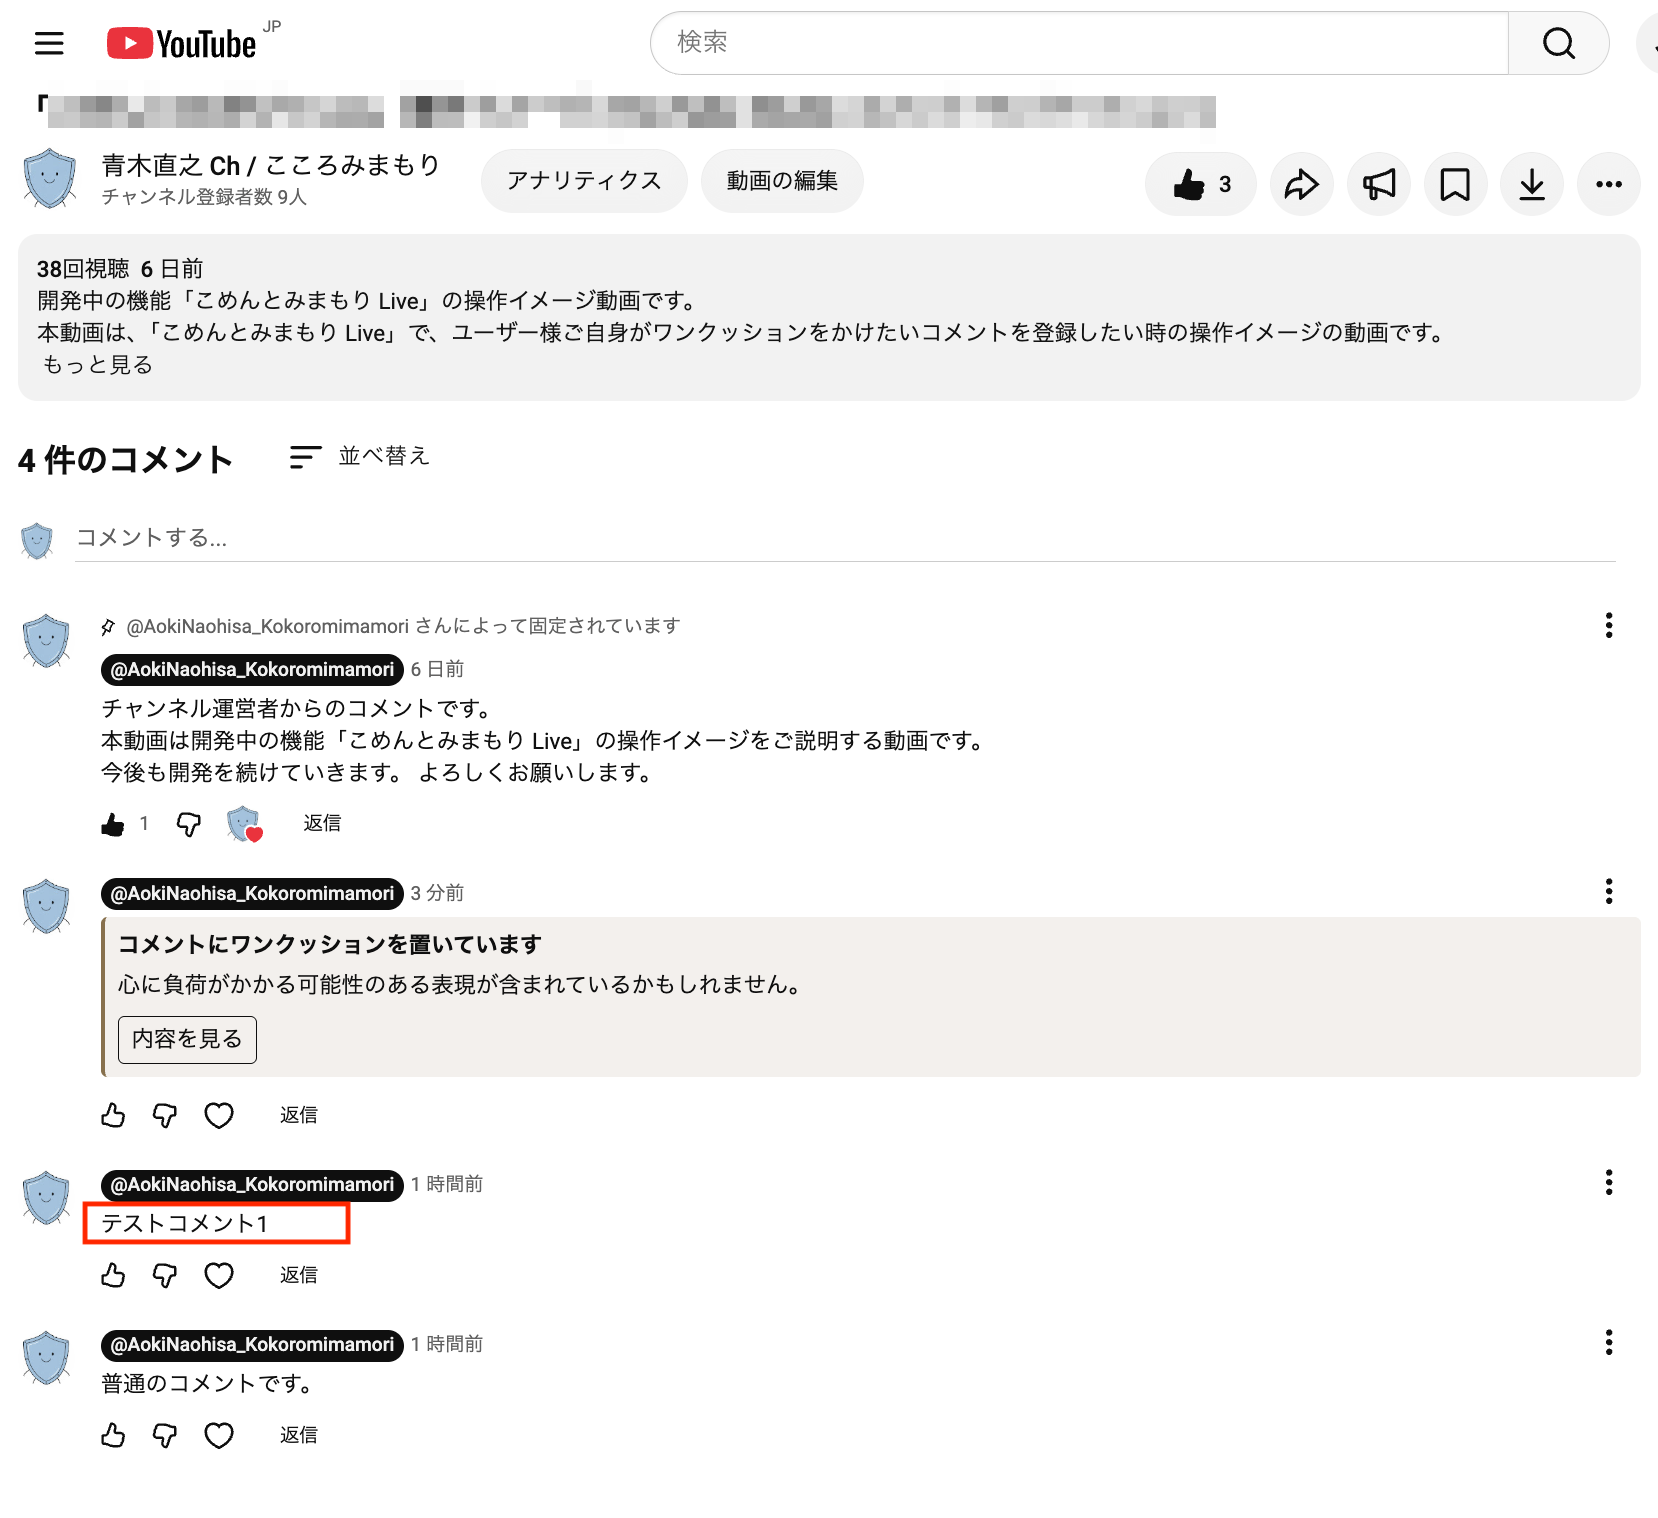 YouTube JP
検索
「
青木直之 Ch / こころみまもり
チャンネル登録者数 9人
アナリティクス
動画の編集
3
38回視聴 6 日前
開発中の機能「こめんとみまもり Live」の操作イメージ動画です。
本動画は、「こめんとみまもり Live」で、ユーザー様ご自身がワンクッションをかけたいコメントを登録したい時の操作イメージの動画です。
もっと見る
4 件のコメント
並べ替え
コメントする...
@AokiNaohisa_Kokoromimamori さんによって固定されています
@AokiNaohisa_Kokoromimamori 6 日前
チャンネル運営者からのコメントです。
本動画は開発中の機能「こめんとみまもり Live」の操作イメージをご説明する動画です。
今後も開発を続けていきます。 よろしくお願いします。
1 返信
@AokiNaohisa_Kokoromimamori 3 分前
コメントにワンクッションを置いています
心に負荷がかかる可能性のある表現が含まれているかもしれません。
内容を見る
返信
@AokiNaohisa_Kokoromimamori 1 時間前
テストコメント1
返信
@AokiNaohisa_Kokoromimamori 1 時間前
普通のコメントです。
返信